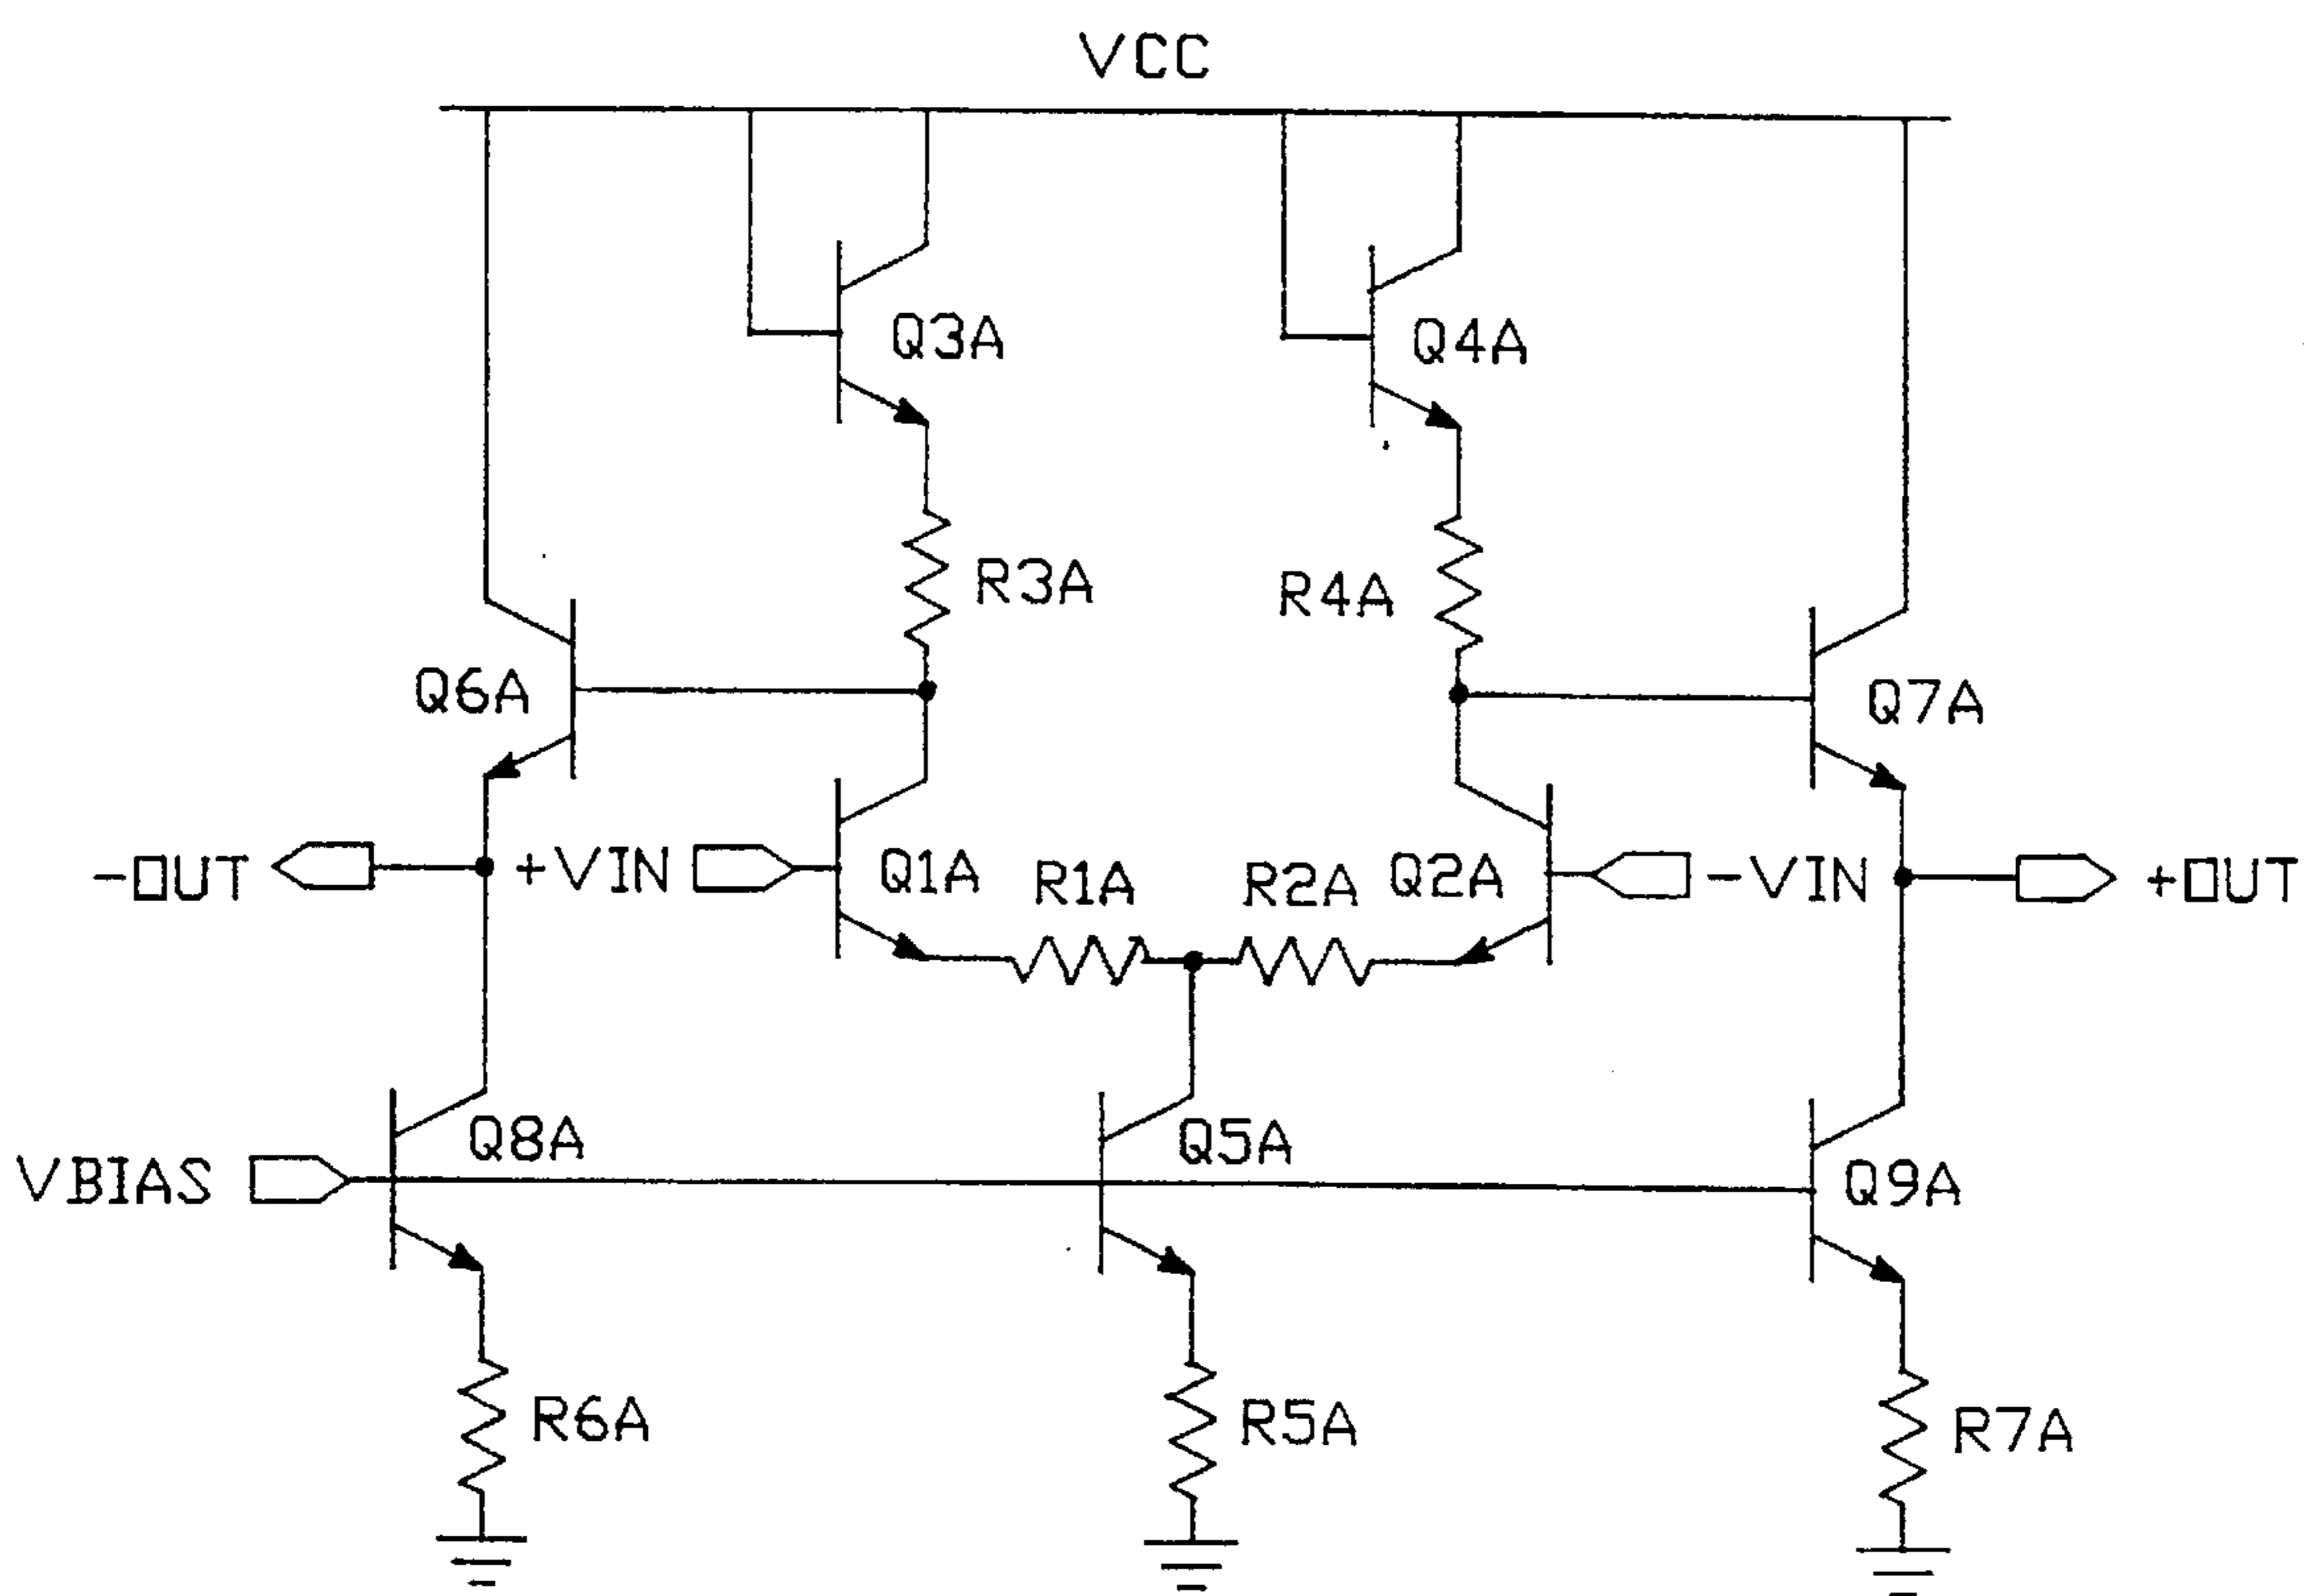 VCC
Q3A
Q4A
R3A
R4A
Q6A
Q7A
-OUT
+VIN
Q1A
R1A
R2A
Q2A
-VIN
+OUT
Q8A
Q5A
VBIAS
Q9A
R6A
R5A
R7A